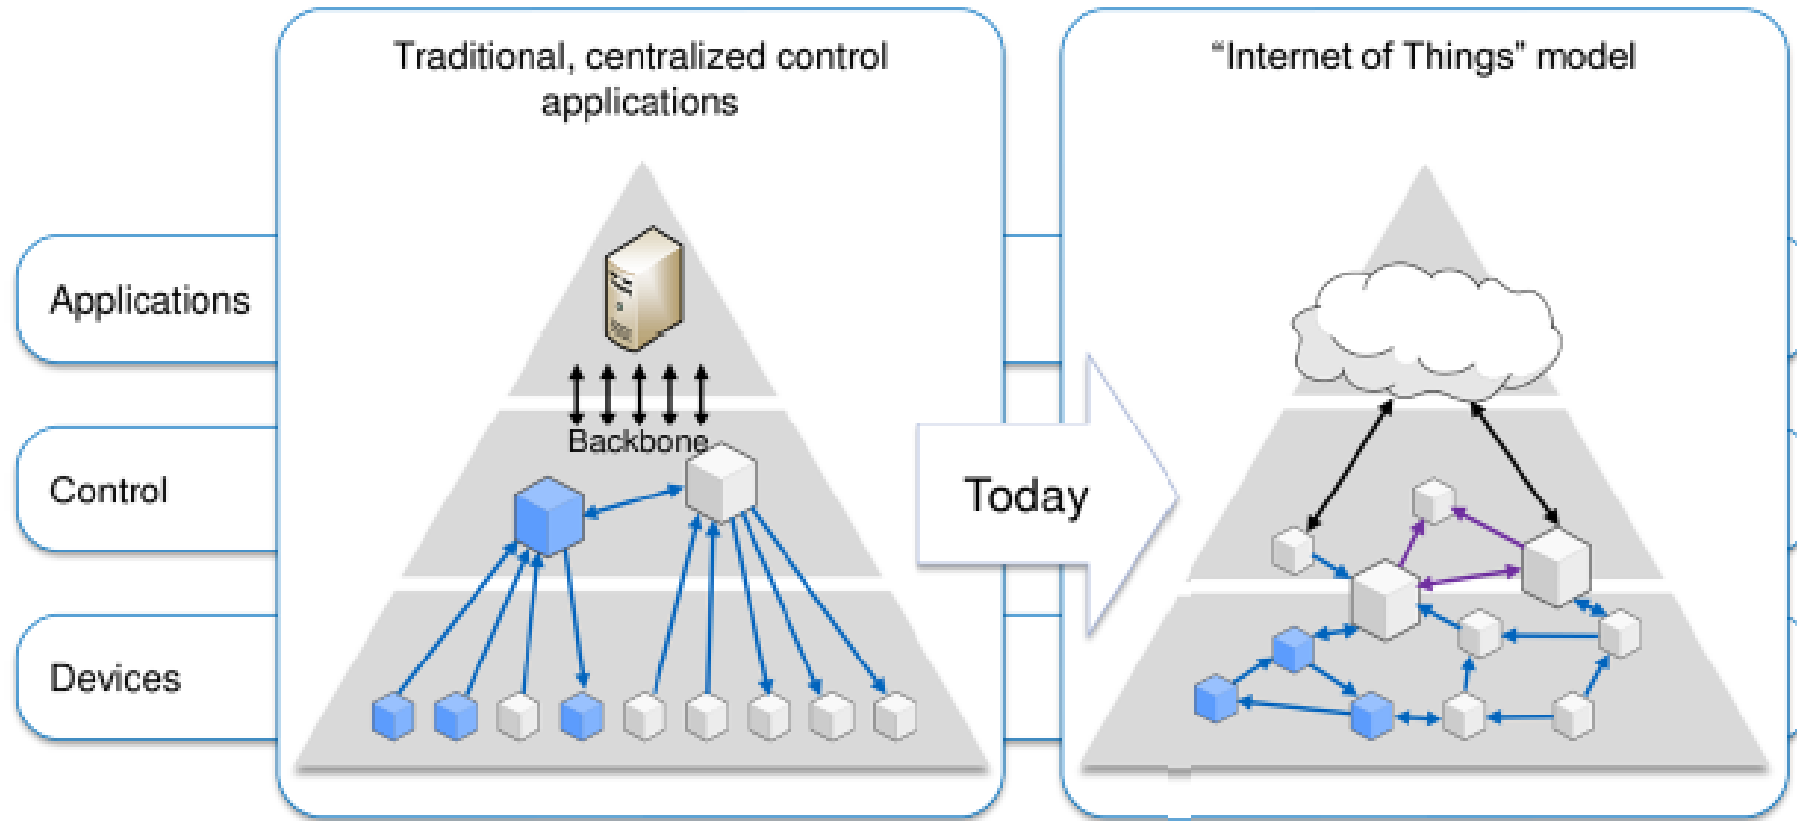 Traditional, centralized control
applications
“Internet of Things” model
Applications
Backbone
Control
Today
Devices